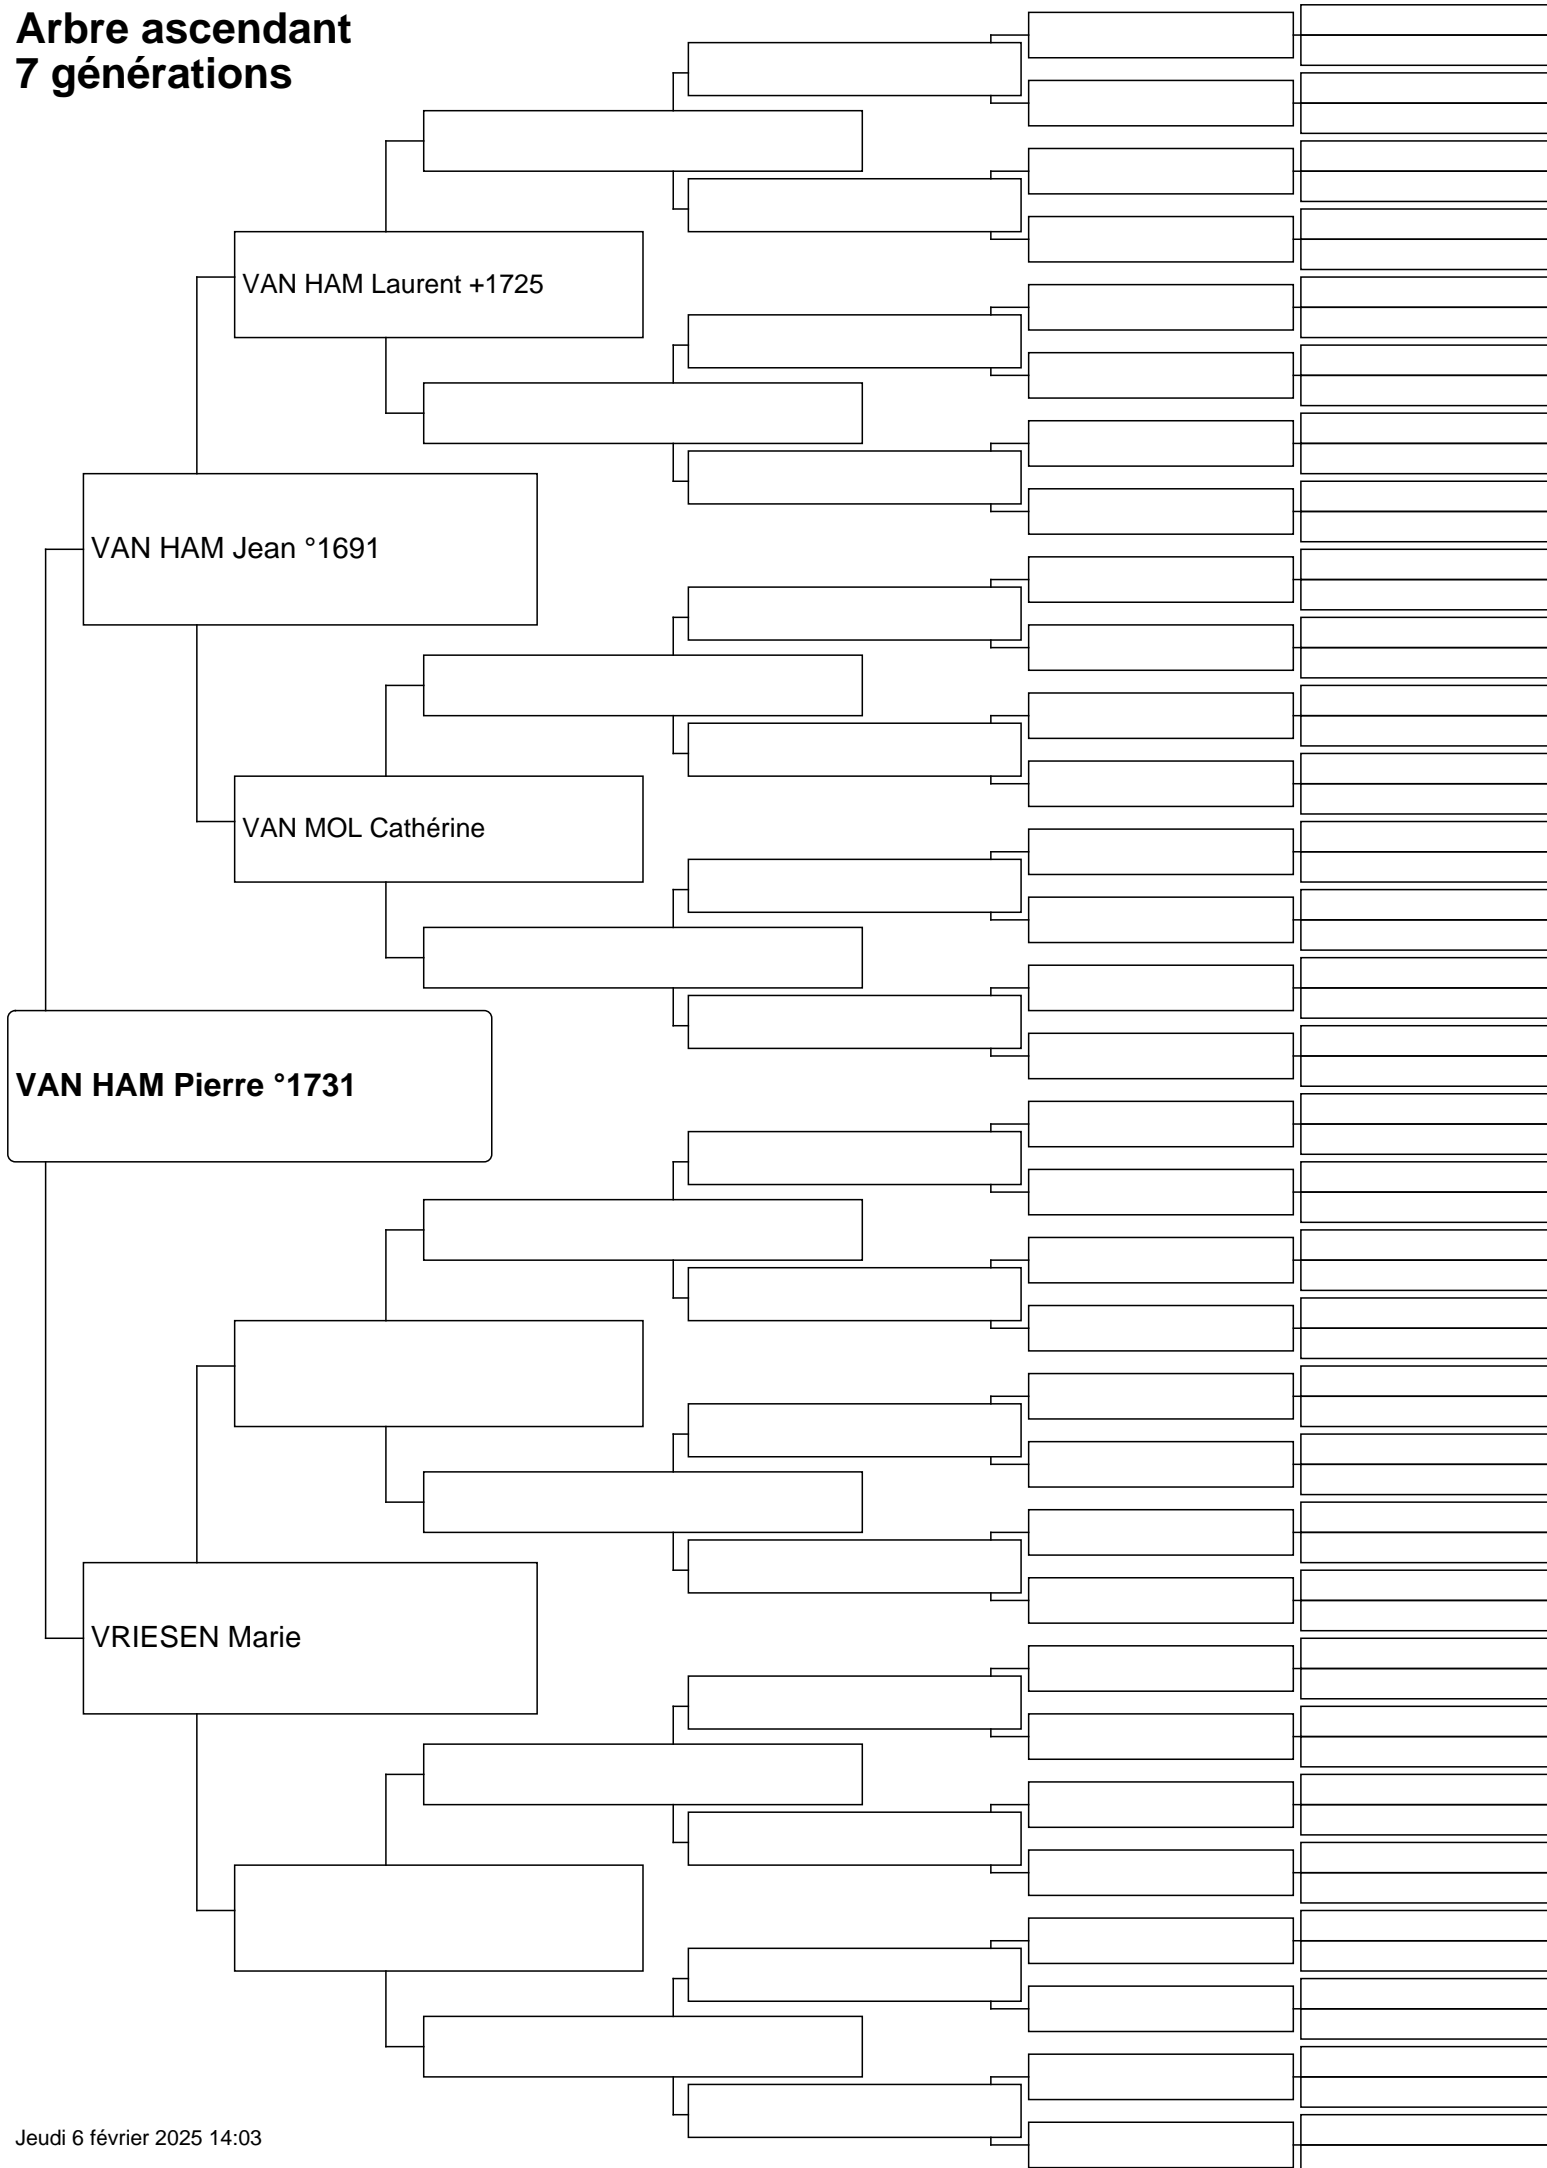 Arbre ascendant
7 générations
VAN HAM Laurent +1725
VAN HAM Jean °1691
VAN MOL Cathérine
VAN HAM Pierre °1731
VRIESEN Marie
Jeudi 6 février 2025 14:03